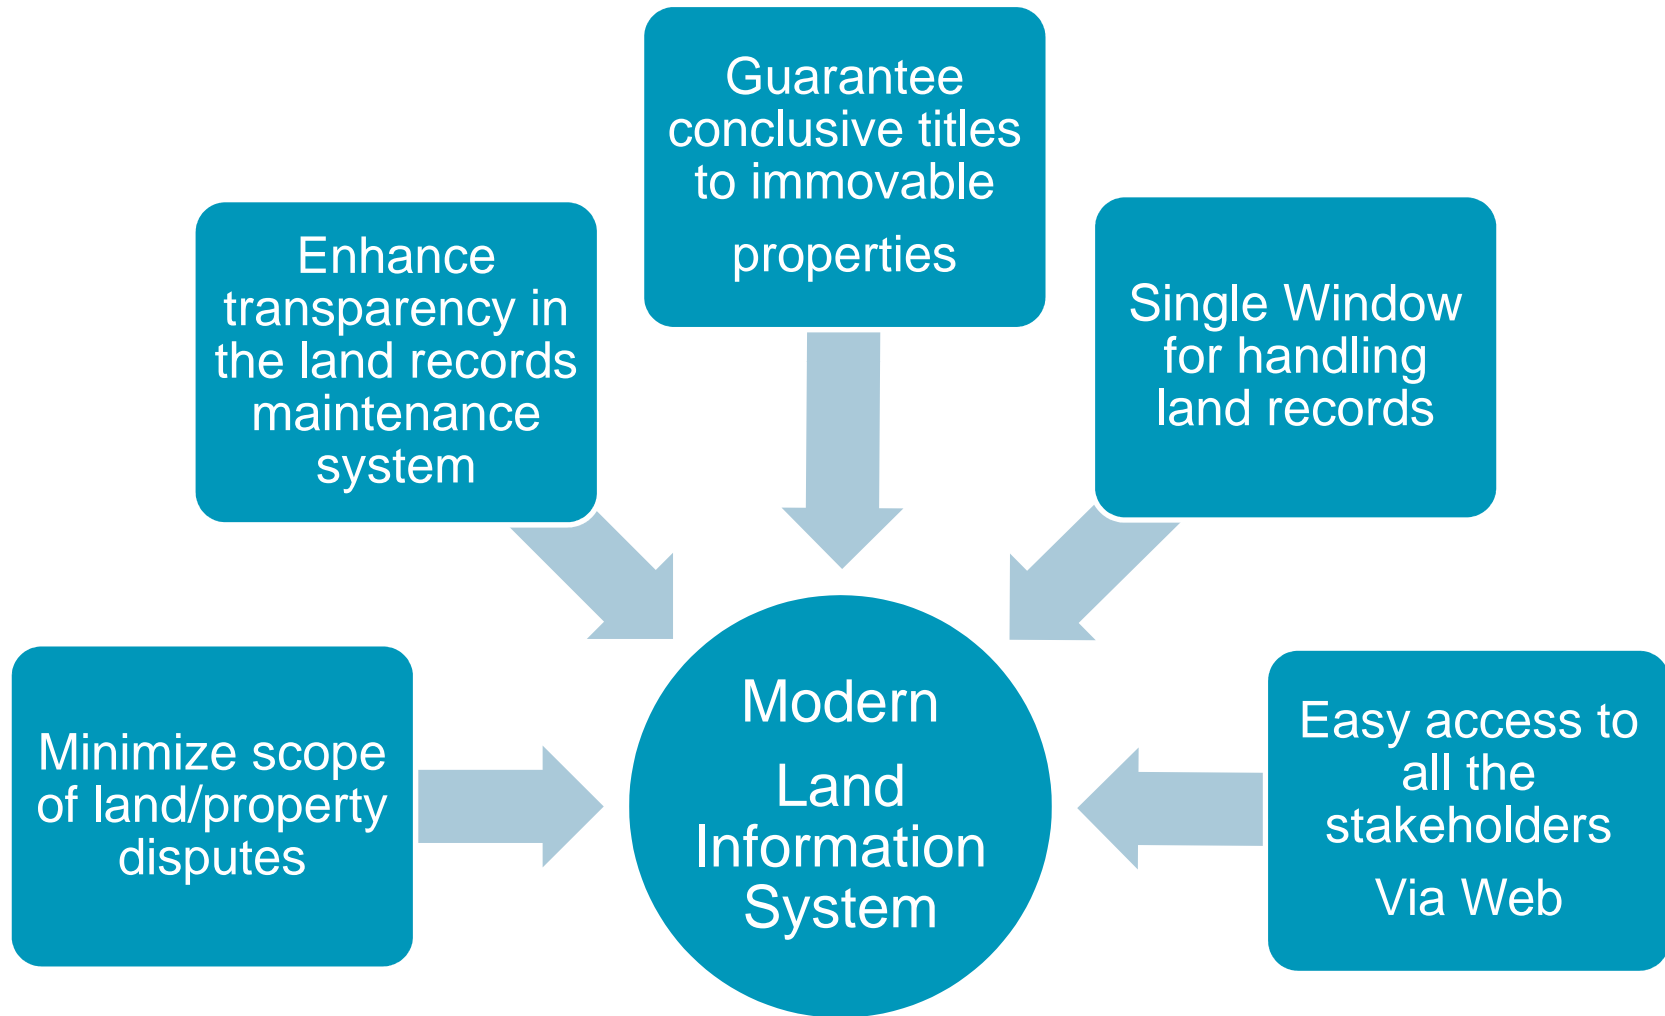 Guarantee
conclusive titles
to immovable
properties
Enhance
transparency in
the land records
maintenance
system
Single Window
for handling
land records
Minimize scope
of land/property
disputes
Modern
Land
Information
System
Easy access to
all the
stakeholders
Via Web